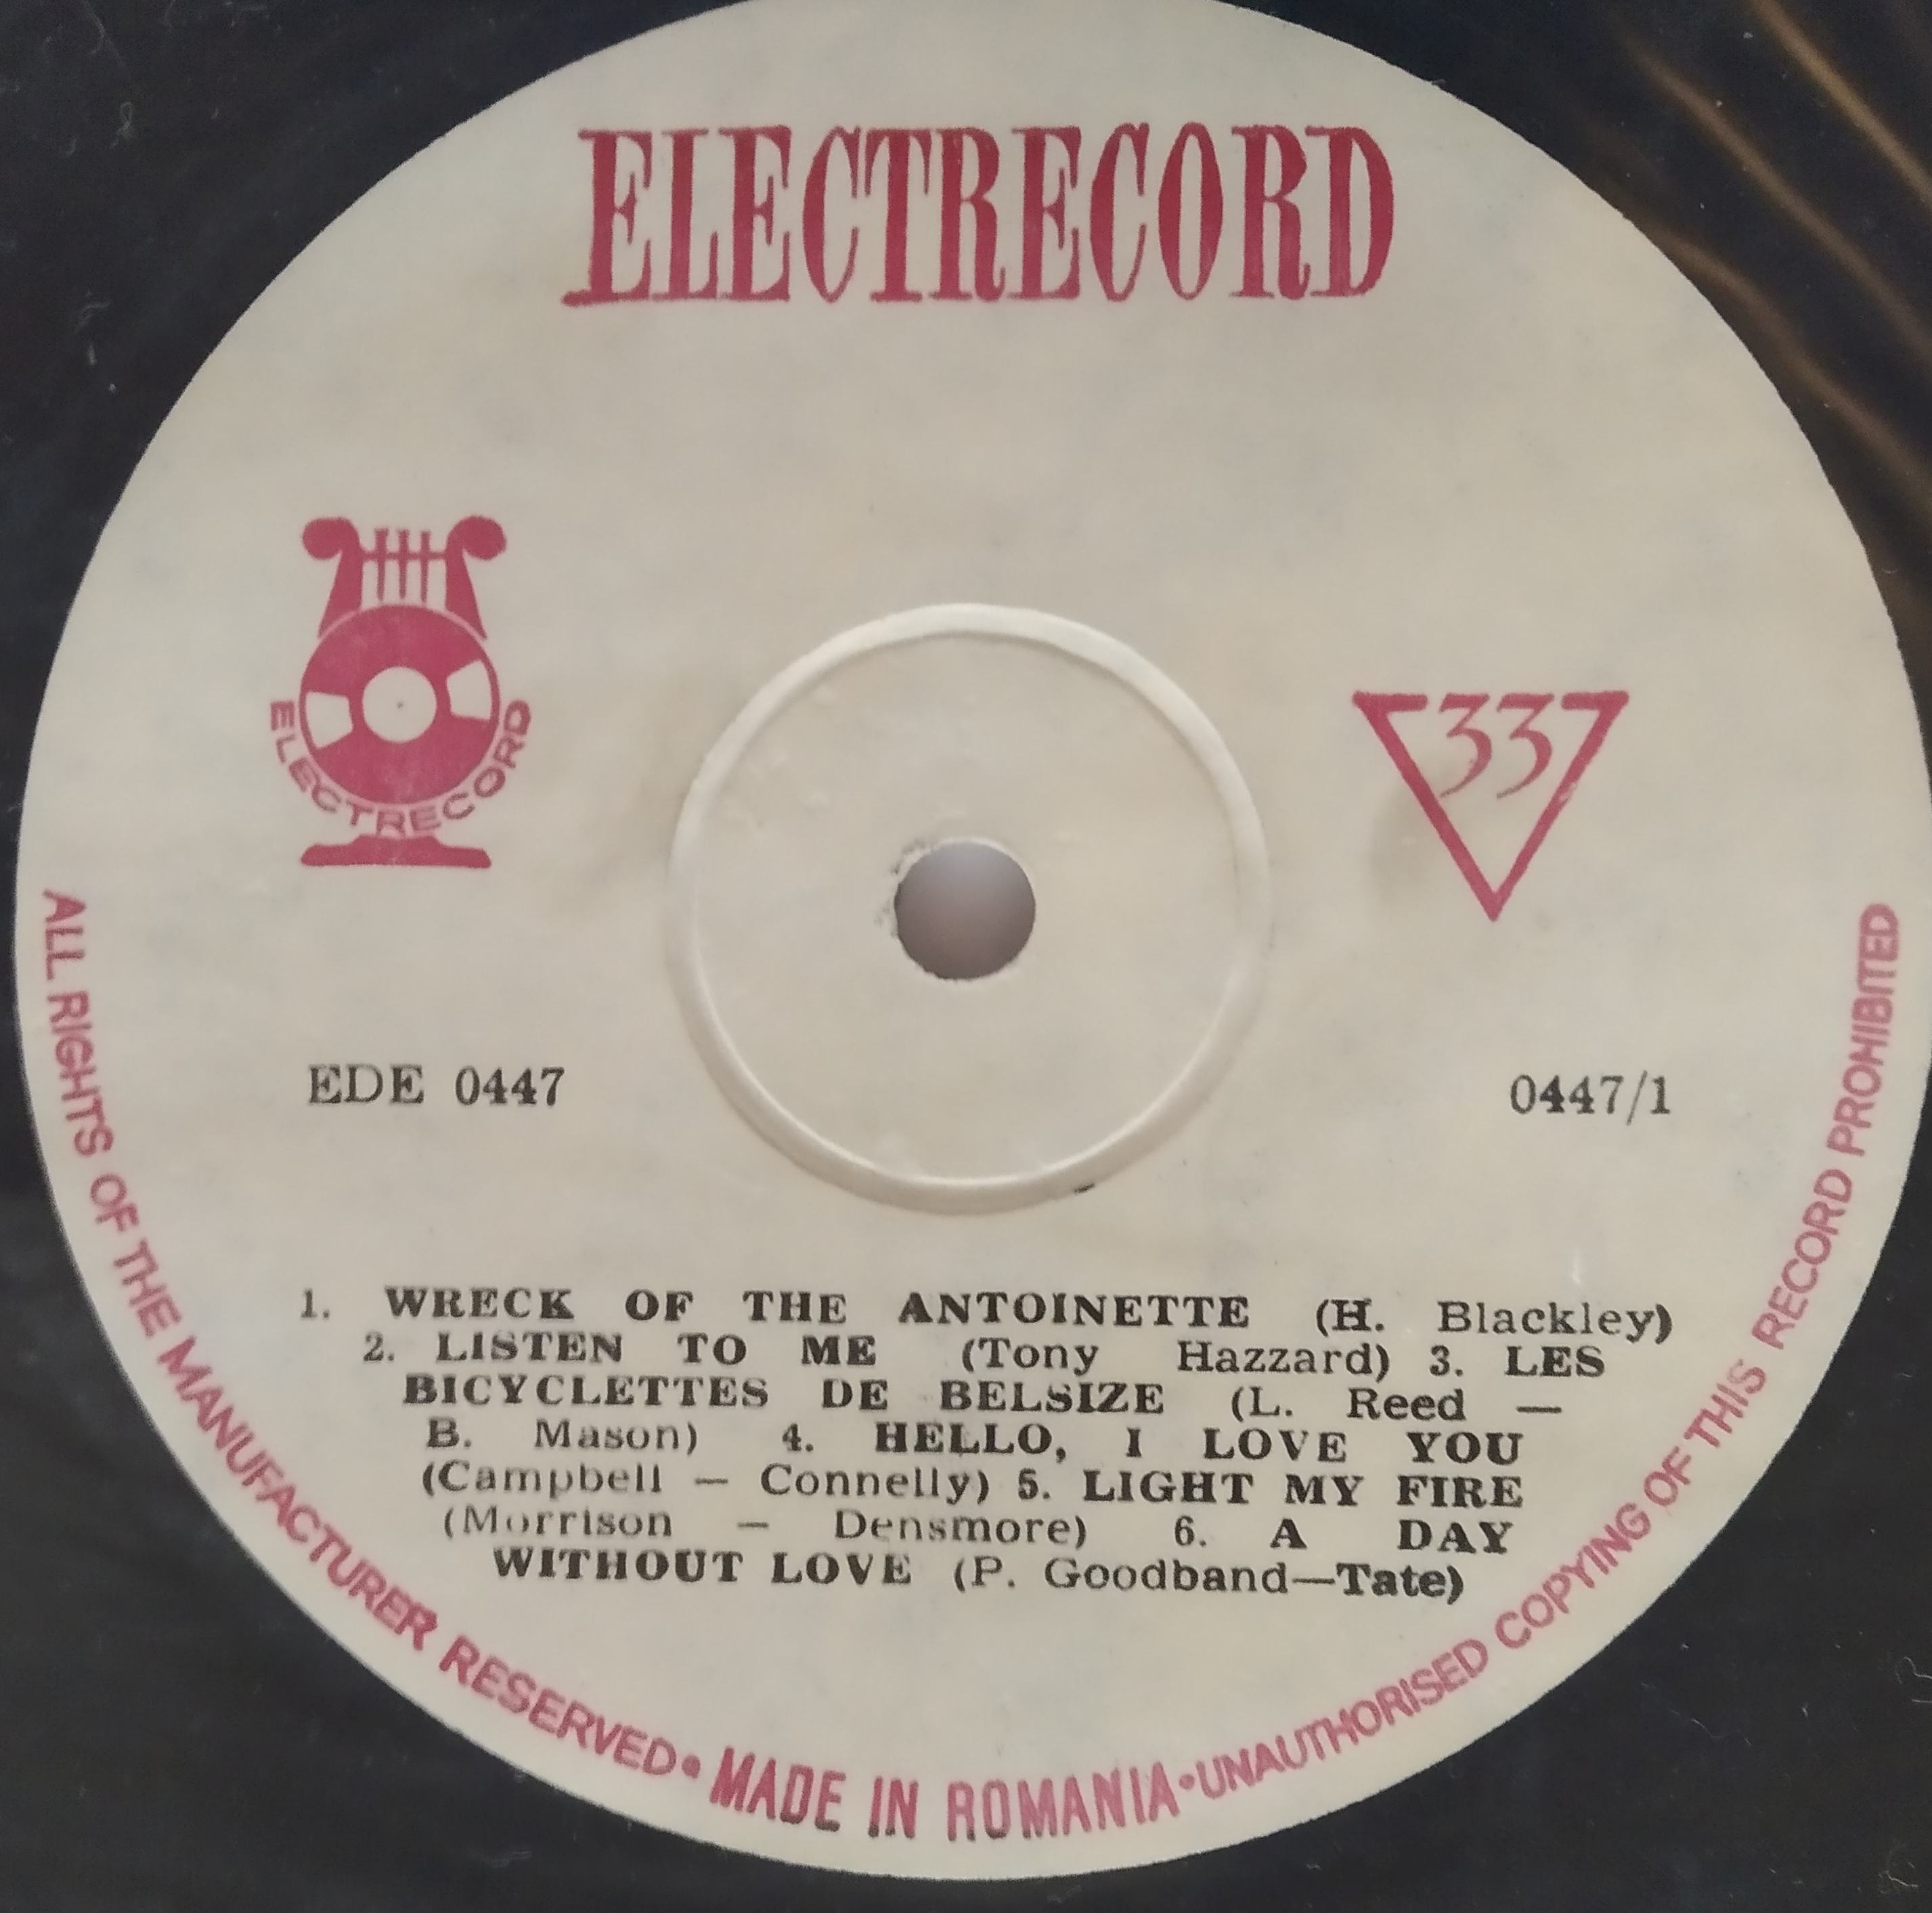 ELECTRECORD
ELECTRECORD
33
EDE 0447
0447/1
1. WRECK OF THE ANTOINETTE (H. Blackley)
2. LISTEN TO ME (Tony Hazzard) 3. LES
BICYCLETTES DE BELSIZE (L. Reed —
B. Mason) 4. HELLO, I LOVE YOU
(Campbell — Connelly) 5. LIGHT MY FIRE
(Morrison — Densmore) 6. A DAY
WITHOUT LOVE (P. Goodband—Tate)
ALL RIGHTS OF THE MANUFACTURER RESERVED • MADE IN ROMANIA • UNAUTHORISED COPYING OF THIS RECORD PROHIBITED